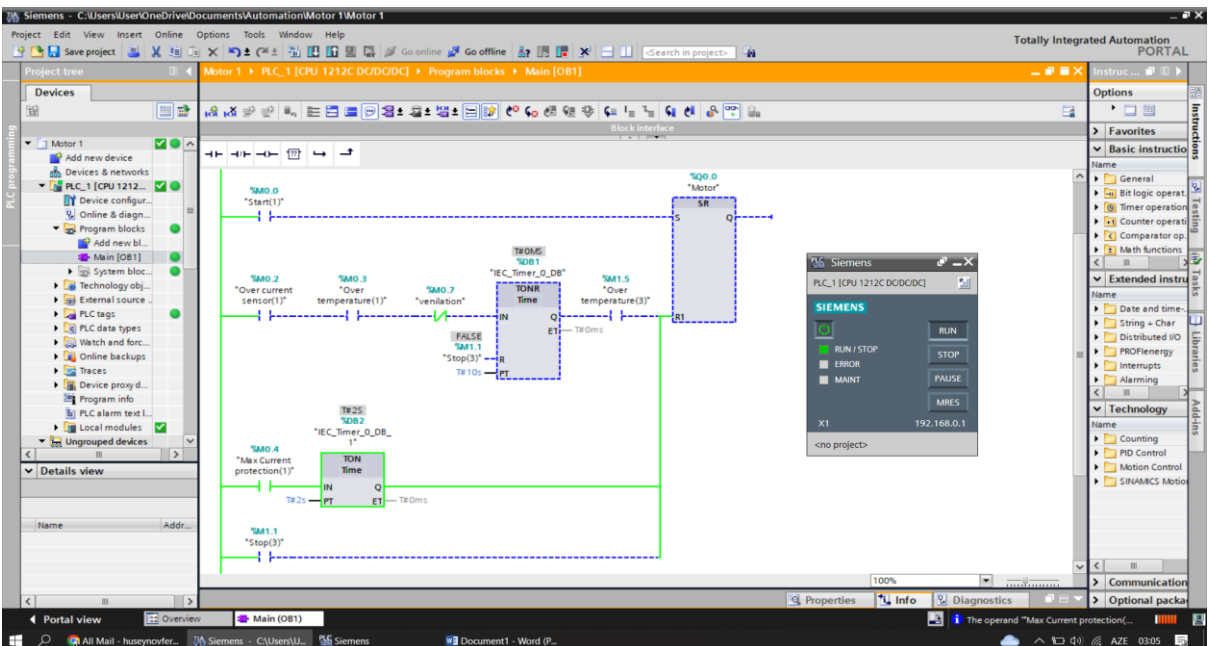 Siemens - C:\Users\User\OneDrive\Documents\Automation\Motor 1\Motor 1
Project Edit View Insert Online Options Tools Window Help
Totally Integrated Automation
PORTAL
Save project
Go online
Go offline
<Search in project>
Project tree
Motor 1 PLC_1 [CPU 1212C DC/DC/DC] Program blocks Main [OB1]
Instruc...
Devices
Options
Block interface
PLC programming
Motor 1
Add new device
Devices & networks
PLC_1 [CPU 1212...
Device configur...
Online & diagn...
Program blocks
Add new bl...
Main [OB1]
System bloc...
Technology obj...
External source ..
PLC tags
PLC data types
Watch and forc...
Online backups
Traces
Device proxy d...
Program info
PLC alarm text l...
Local modules
Ungrouped devices
Details view
Name Addr...
%M0.0
"Start(1)"
%Q0.0
"Motor"
SR
S Q
R1
%M0.2
"Over current
sensor(1)"
%M0.3
"Over
temperature(1)"
%M0.7
"venilation"
T#0MS
%DB1
"IEC_Timer_0_DB"
TONR
Time
IN Q
ET T#0ms
FALSE
%M1.1
"Stop(3)" R
T#10s PT
%M1.5
"Over
temperature(3)"
T#2S
%DB2
"IEC_Timer_0_DB_
1"
%M0.4
"Max Current
protection(1)"
TON
Time
IN Q
T#2s PT ET T#0ms
%M1.1
"Stop(3)"
Siemens
PLC_1 [CPU 1212C DC/DC/DC]
SIEMENS
RUN
RUN / STOP
STOP
ERROR
MAINT
PAUSE
MRES
X1 192.168.0.1
<no project>
100%
Favorites
Basic instructio
Name
General
Bit logic operat.
Timer operation
Counter operati
Comparator op.
Math functions
Extended instru
Name
Date and time-.
String + Char
Distributed I/O
PROFIenergy
Interrupts
Alarming
Technology
Name
Counting
PID Control
Motion Control
SINAMICS Motio
Communication
Optional packa
Instructions
Testing
Tasks
Libraries
Add-ins
Properties Info Diagnostics
Portal view Overview Main (OB1)
The operand "Max Current protection(...
All Mail - huseynovfer...
Siemens - C:\Users\U...
Siemens
Document1 - Word (P...
AZE 03:05